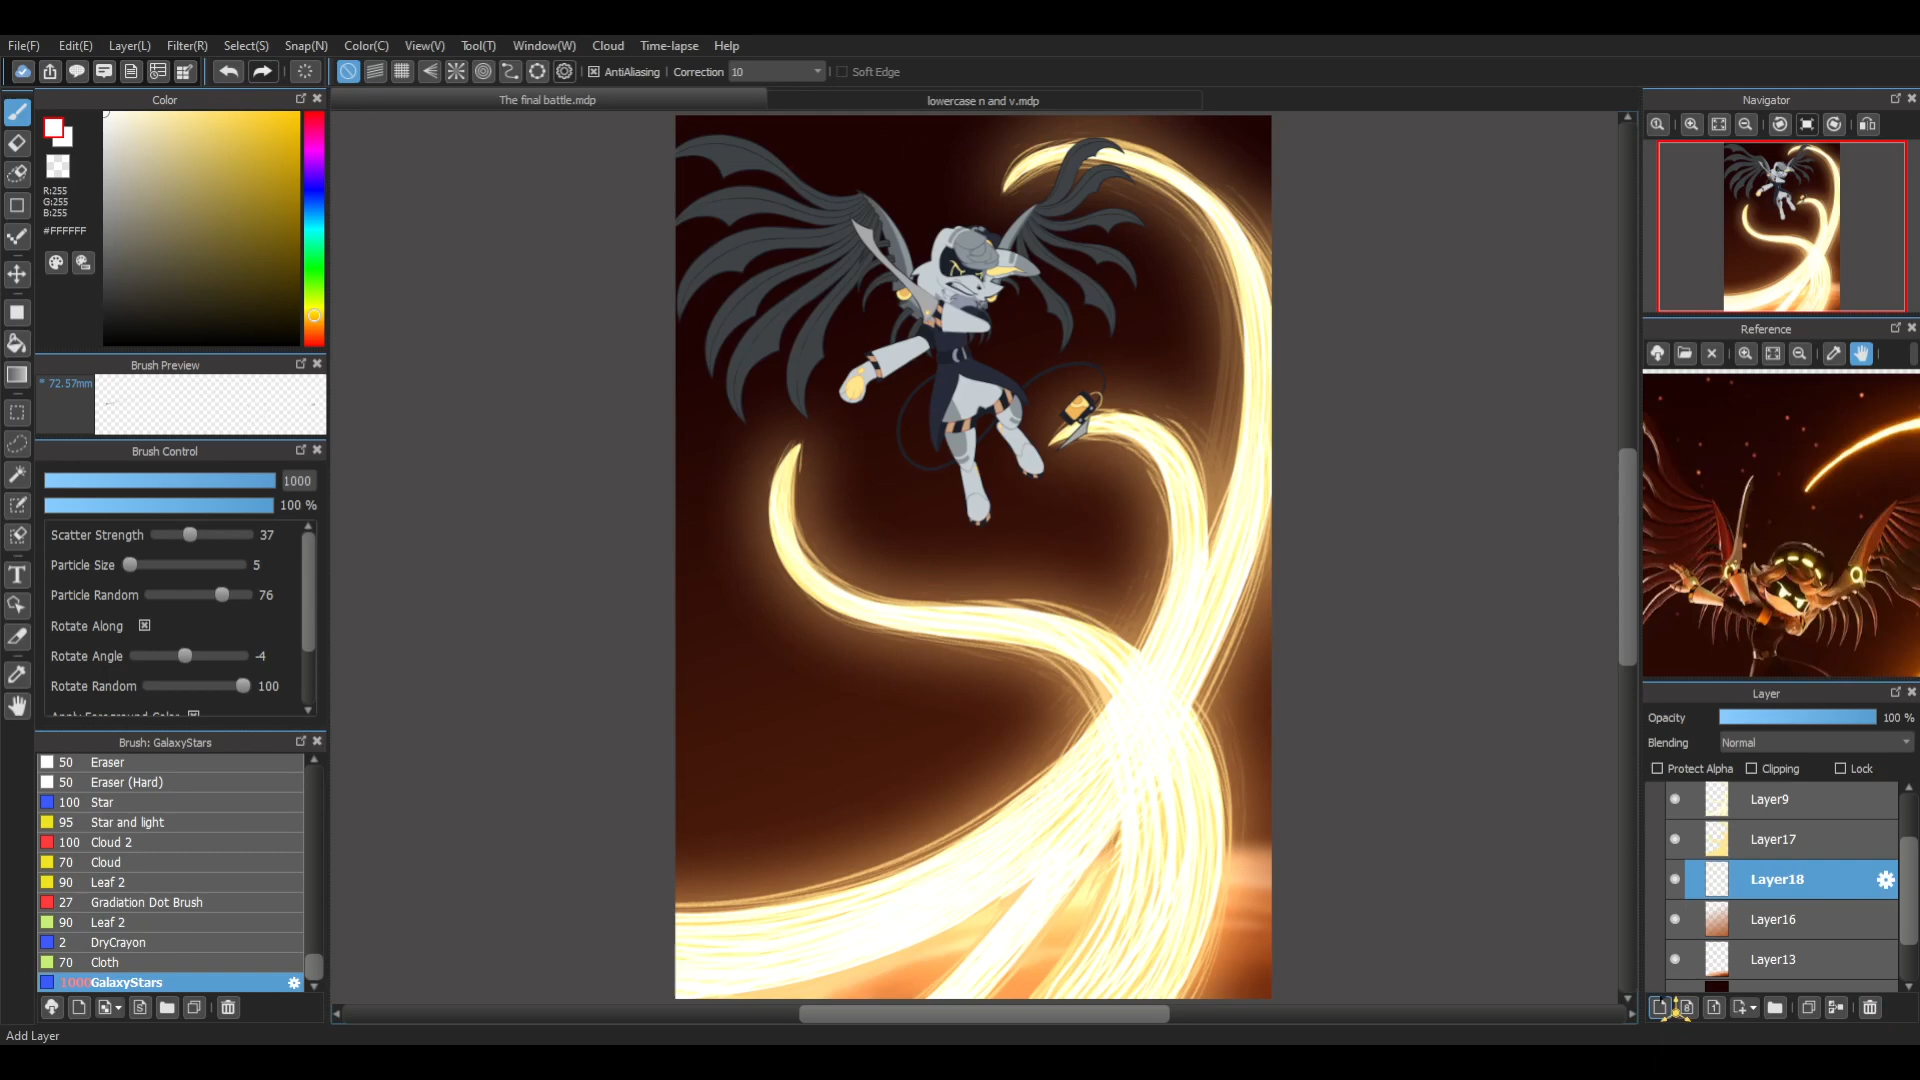 File(F) Edit(E) Layer(L) Filter(R) Select(S) Snap(N) Color(C) View(V) Tool(T) Window(W) Cloud Time-lapse Help
AntiAliasing Correction 10 Soft Edge
Color
The final battle.mdp
lowercase n and v.mdp
Navigator
R:255
G:255
B:255
#FFFFFF
Reference
Brush Preview
* 72.57mm
Brush Control
1000
100 %
Scatter Strength 37
Particle Size 5
Particle Random 76
Rotate Along
Rotate Angle -4
Rotate Random 100
Apply Foreground Color
Layer
Opacity 100 %
Blending Normal
Protect Alpha Clipping Lock
Layer9
Layer17
Layer18
Layer16
Layer13
Brush: GalaxyStars
50 Eraser
50 Eraser (Hard)
100 Star
95 Star and light
100 Cloud 2
70 Cloud
90 Leaf 2
27 Gradiation Dot Brush
90 Leaf 2
2 DryCrayon
70 Cloth
1000 GalaxyStars
Add Layer